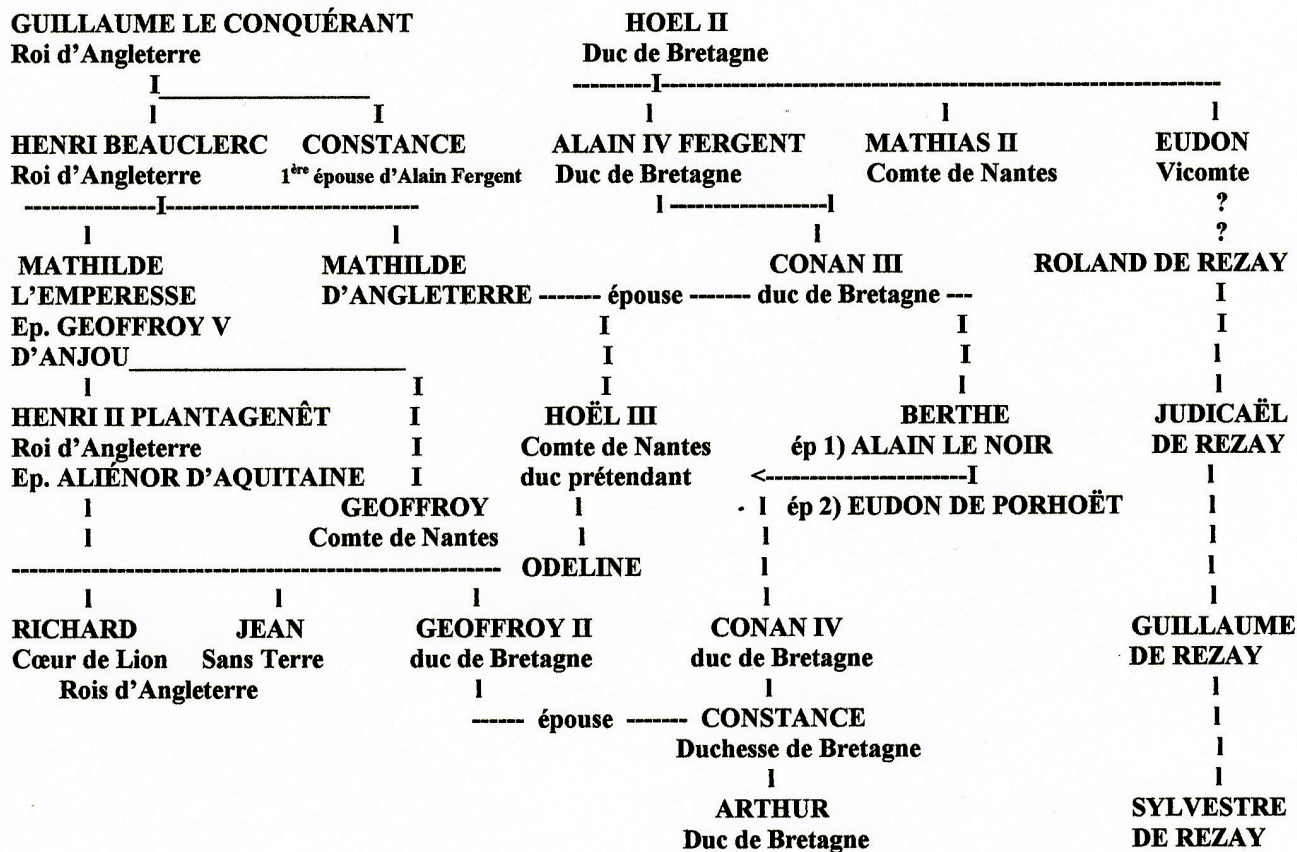 GUILLAUME LE CONQUÉRANT HOEL II
Roi d'Angleterre Duc de Bretagne
HENRI BEAUCLERC CONSTANCE ALAIN IV FERGENT MATHIAS II EUDON
Roi d'Angleterre 1ère épouse d'Alain Fergent Duc de Bretagne Comte de Nantes Vicomte
?
?
MATHILDE MATHILDE CONAN III ROLAND DE REZAY
L'EMPERESSE D'ANGLETERRE ------- épouse ------- duc de Bretagne ---
Ep. GEOFFROY V
D'ANJOU
HENRI II PLANTAGENÊT HOËL III BERTHE JUDICAËL
Roi d'Angleterre Comte de Nantes ép 1) ALAIN LE NOIR DE REZAY
Ep. ALIÉNOR D'AQUITAINE duc prétendant
GEOFFROY ép 2) EUDON DE PORHOËT
Comte de Nantes
ODELINE
RICHARD JEAN GEOFFROY II CONAN IV GUILLAUME
Cœur de Lion Sans Terre duc de Bretagne duc de Bretagne DE REZAY
Rois d'Angleterre
------ épouse ------- CONSTANCE
Duchesse de Bretagne
ARTHUR SYLVESTRE
Duc de Bretagne DE REZAY